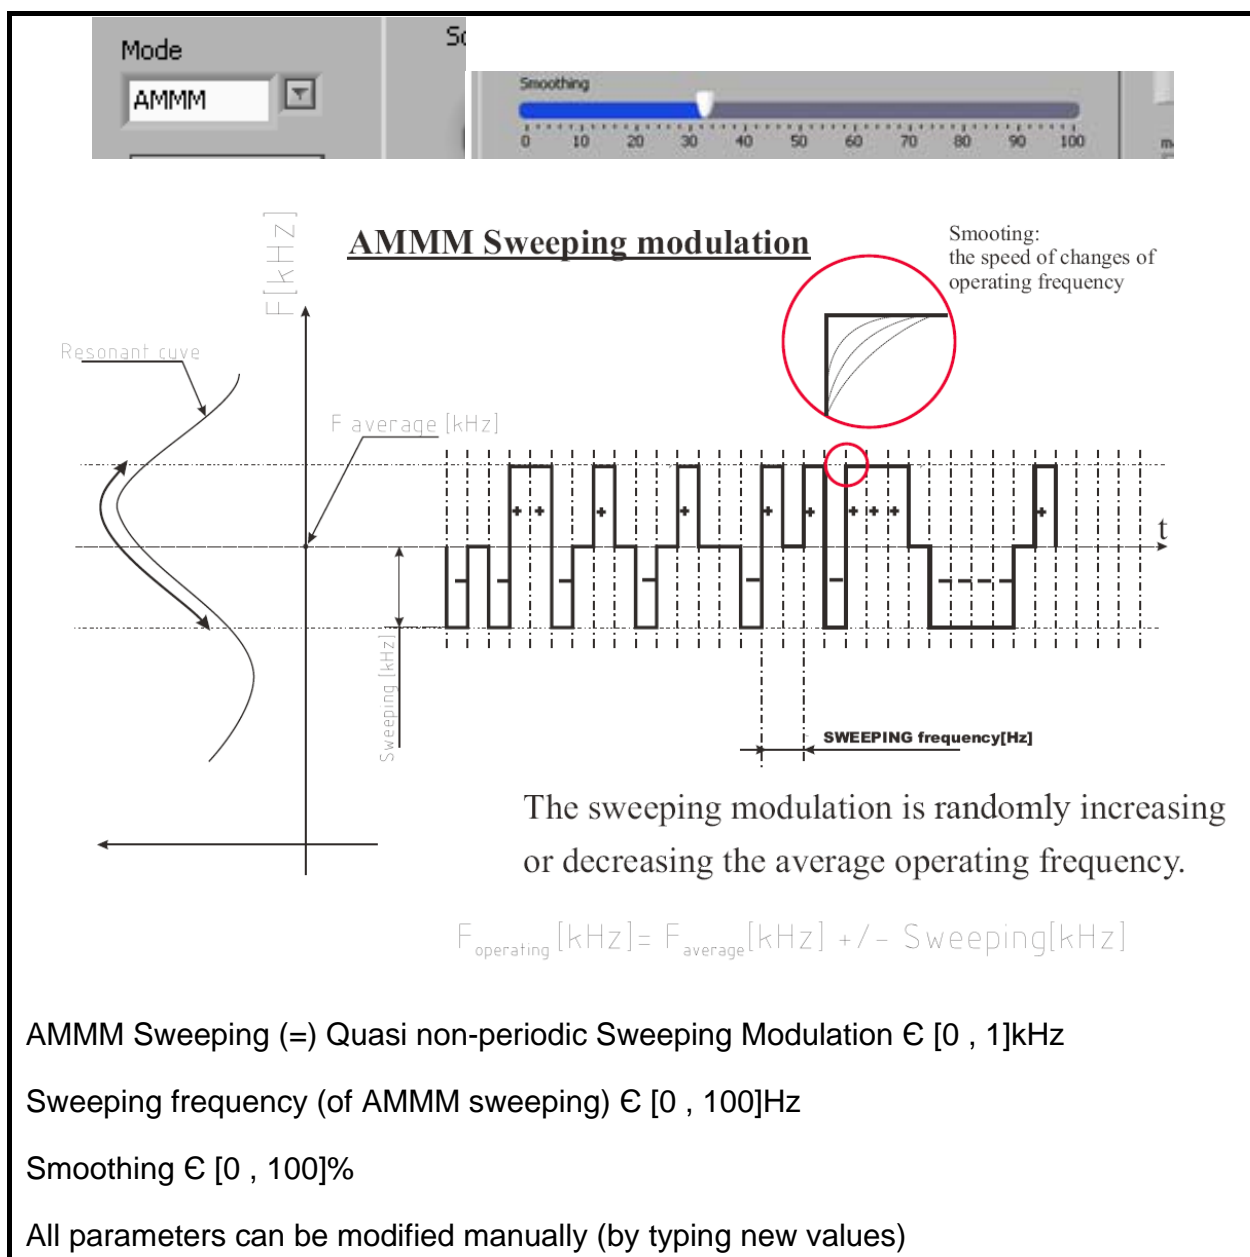 Mode
AMMM
Smoothing
0 10 20 30 40 50 60 70 80 90 100
F[kHz]
AMMM Sweeping modulation
Smooting:
the speed of changes of
operating frequency
Resonant cuve
F average [kHz]
+ + + + + + + + + +
t
− − − − − − − − − −
Sweeping [kHz]
SWEEPING frequency[Hz]
The sweeping modulation is randomly increasing
or decreasing the average operating frequency.
Foperating [kHz]= Faverage[kHz] +/- Sweeping[kHz]
AMMM Sweeping (=) Quasi non-periodic Sweeping Modulation Є [0 , 1]kHz
Sweeping frequency (of AMMM sweeping) Є [0 , 100]Hz
Smoothing Є [0 , 100]%
All parameters can be modified manually (by typing new values)